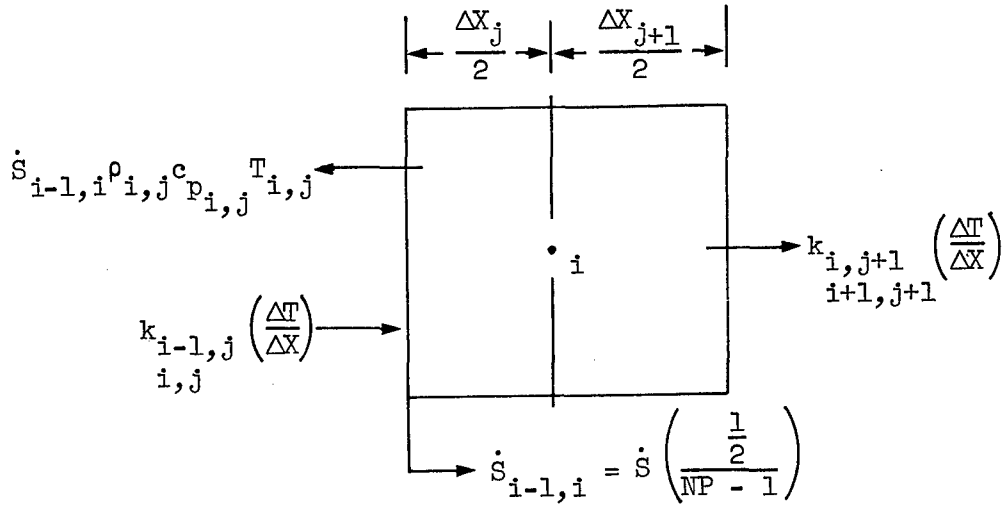 ΔX_j/2 ΔX_{j+1}/2
Ṡ_{i-1,i} ρ_{i,j} c_{p_{i,j}} T_{i,j}
i
k_{i,j+1 i+1,j+1} (ΔT/ΔX)
k_{i-1,j i,j} (ΔT/ΔX)
Ṡ_{i-1,i} = Ṡ ((1/2)/(NP - 1))